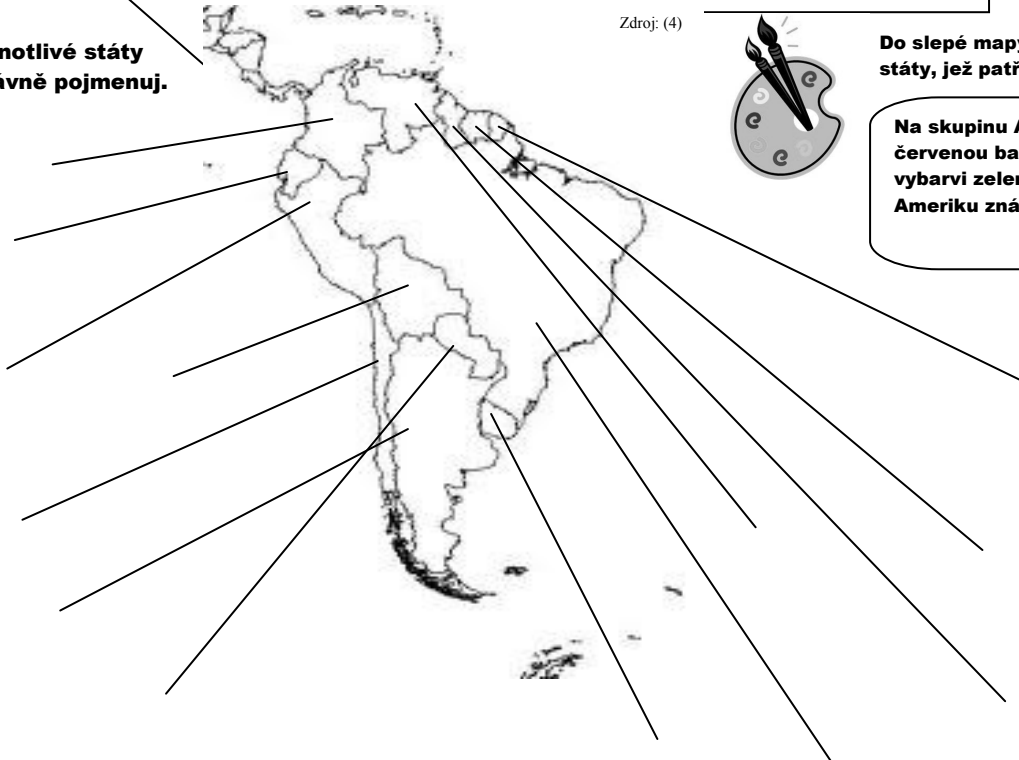 notlivé státy
ávně pojmenuj.
Zdroj: (4)
Do slepé mapy
státy, jež patř
Na skupinu A
červenou ba
vybarvi zele
Ameriku zná